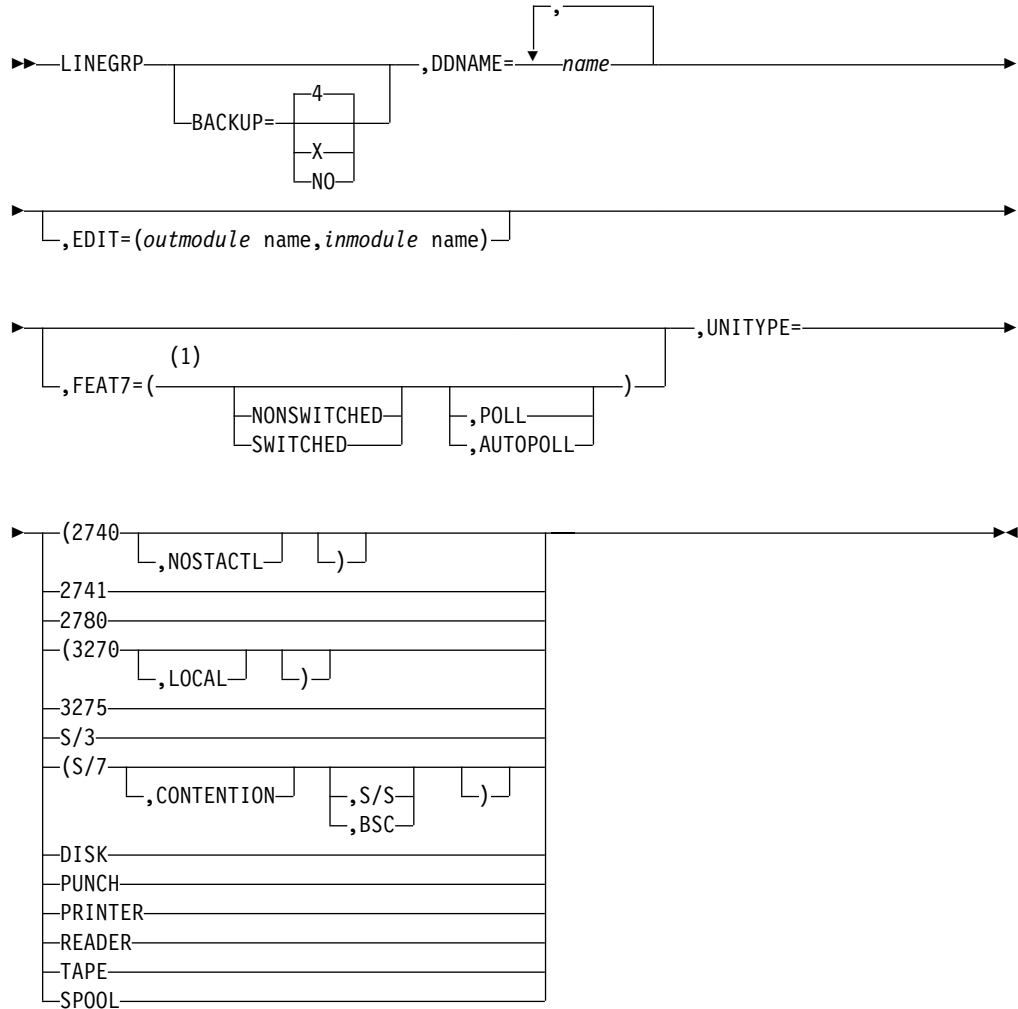 ,
LINEGRP ,DDNAME= name
4
BACKUP=
X
NO
,EDIT=(outmodule name,inmodule name)
,UNITYPE=
(1)
,FEAT7=( )
NONSWITCHED ,POLL
SWITCHED ,AUTOPOLL
(2740
,NOSTACTL )
2741
2780
(3270
,LOCAL )
3275
S/3
(S/7
,CONTENTION ,S/S )
,BSC
DISK
PUNCH
PRINTER
READER
TAPE
SPOOL